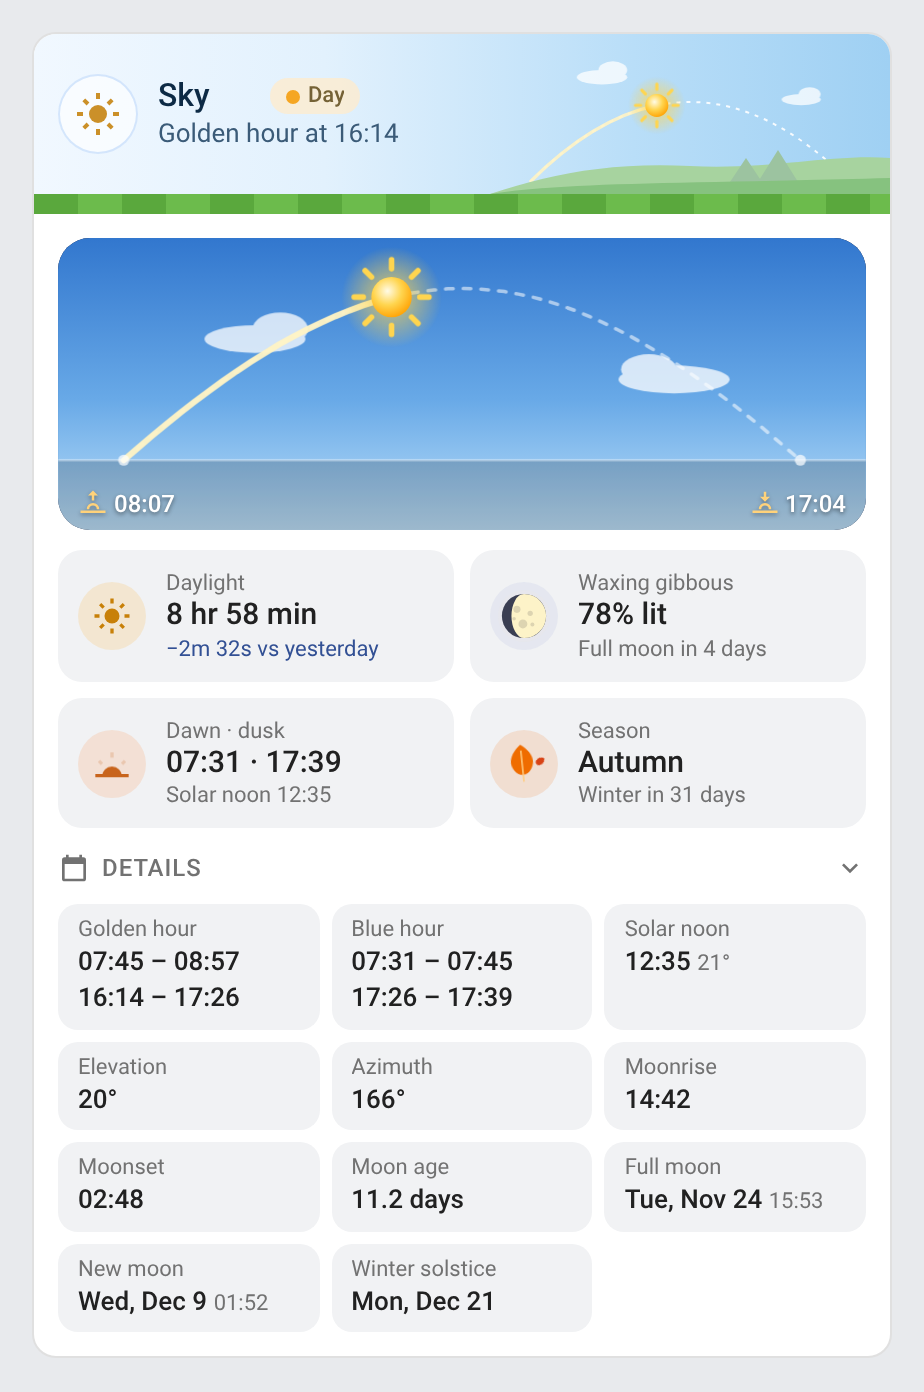 Sky
Day
Golden hour at 16:14
08:07
17:04
Daylight
8 hr 58 min
−2m 32s vs yesterday
Waxing gibbous
78% lit
Full moon in 4 days
Dawn · dusk
07:31 · 17:39
Solar noon 12:35
Season
Autumn
Winter in 31 days
DETAILS
Golden hour
07:45 – 08:57
16:14 – 17:26
Blue hour
07:31 – 07:45
17:26 – 17:39
Solar noon
12:35 21°
Elevation
20°
Azimuth
166°
Moonrise
14:42
Moonset
02:48
Moon age
11.2 days
Full moon
Tue, Nov 24 15:53
New moon
Wed, Dec 9 01:52
Winter solstice
Mon, Dec 21